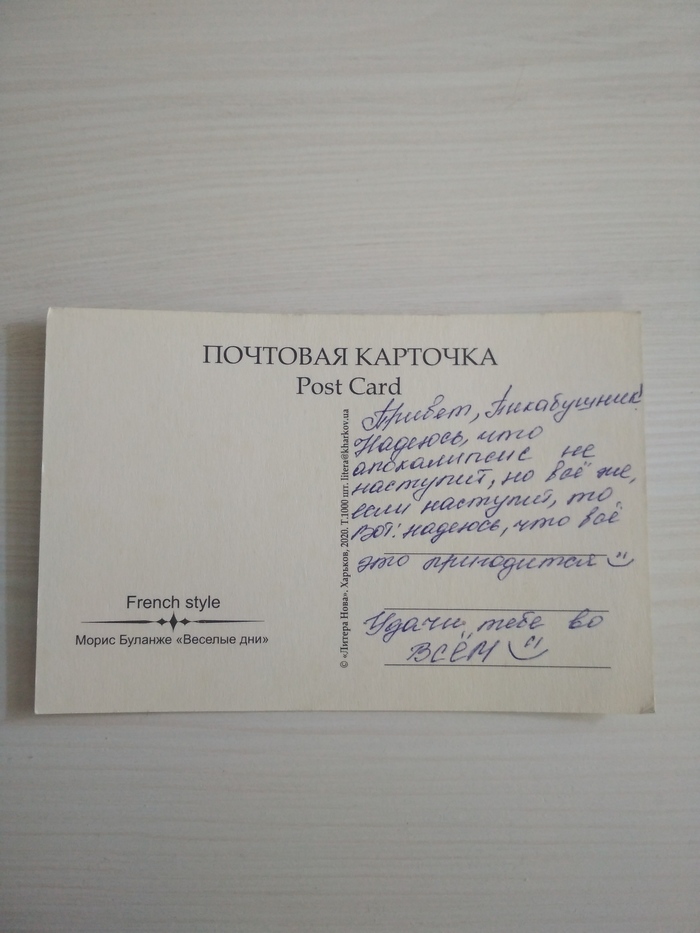 ПОЧТОВАЯ КАРТОЧКА
Post Card
Привет, Пикабушник!
Надеюсь, что
апокалипсис не
наступит, но всё же,
если наступит, то
Вот: надеюсь, что всё
это пригодится
Удачи тебе во
ВСЁМ
© «Литера Нова». Харьков, 2020. Т.1000 шт. litera@kharkov.ua
French style
Морис Буланже «Веселые дни»